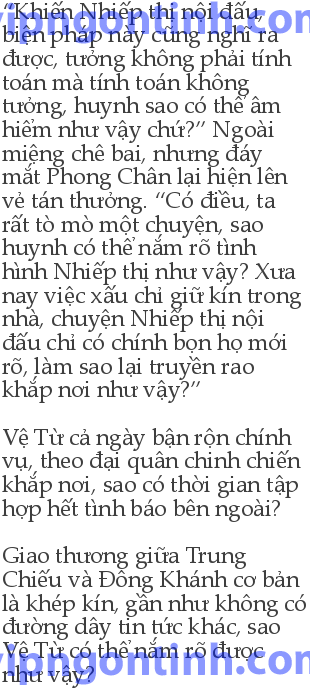 vipngontinh.com
“Khiến Nhiếp thị nội đấu,
biện pháp này cũng nghĩ ra
được, tưởng không phải tính
toán mà tính toán không
tưởng, huynh sao có thể âm
hiểm như vậy chứ?” Ngoài
miệng chê bai, nhưng đáy
mắt Phong Chân lại hiện lên
vẻ tán thưởng. “Có điều, ta
rất tò mò một chuyện, sao
huynh có thể nắm rõ tình
hình Nhiếp thị như vậy? Xưa
nay việc xấu chỉ giữ kín trong
nhà, chuyện Nhiếp thị nội
đấu chỉ có chính bọn họ mới
rõ, làm sao lại truyền rao
khắp nơi như vậy?”
Vệ Từ cả ngày bận rộn chính
vụ, theo đại quân chinh chiến
khắp nơi, sao có thời gian tập
hợp hết tình báo bên ngoài?
Giao thương giữa Trung
Chiếu và Đông Khánh cơ bản
là khép kín, gần như không có
đường dây tin tức khác, sao
Vệ Từ có thể nắm rõ được
như vậy?
vipngontinh.com